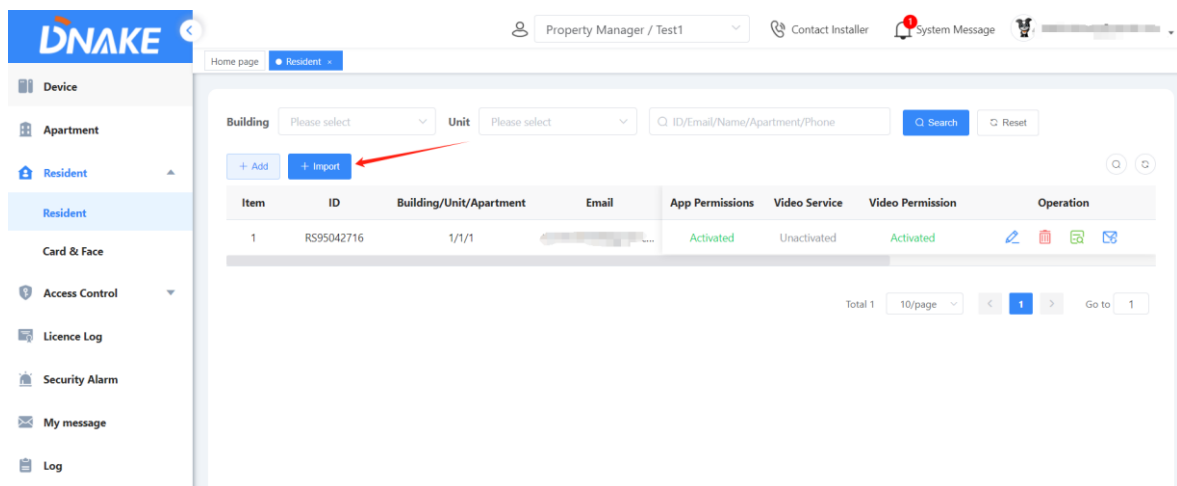 DNAKE
Property Manager / Test1
Contact Installer
1
System Message
Home page
Resident ×
Device
Apartment
Resident
Resident
Card & Face
Access Control
Licence Log
Security Alarm
My message
Log
Building
Please select
Unit
Please select
ID/Email/Name/Apartment/Phone
Search
Reset
+ Add
+ Import
Item ID Building/Unit/Apartment Email App Permissions Video Service Video Permission Operation
1 RS95042716 1/1/1 ... Activated Unactivated Activated
Total 1 10/page < 1 > Go to 1